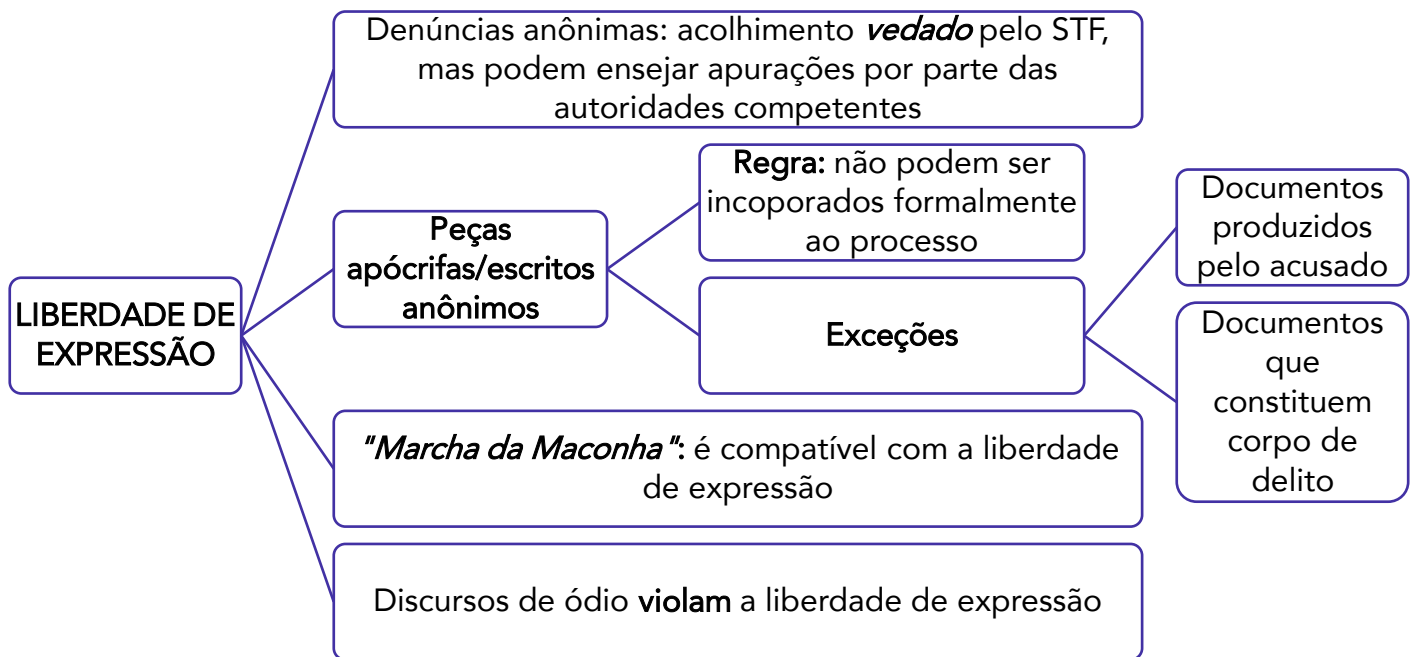 Denúncias anônimas: acolhimento vedado pelo STF,
mas podem ensejar apurações por parte das
autoridades competentes
LIBERDADE DE
EXPRESSÃO
Peças
apócrifas/escritos
anônimos
Regra: não podem ser
incoporados formalmente
ao processo
Exceções
Documentos
produzidos
pelo acusado
Documentos
que
constituem
corpo de
delito
"Marcha da Maconha": é compatível com a liberdade
de expressão
Discursos de ódio violam a liberdade de expressão